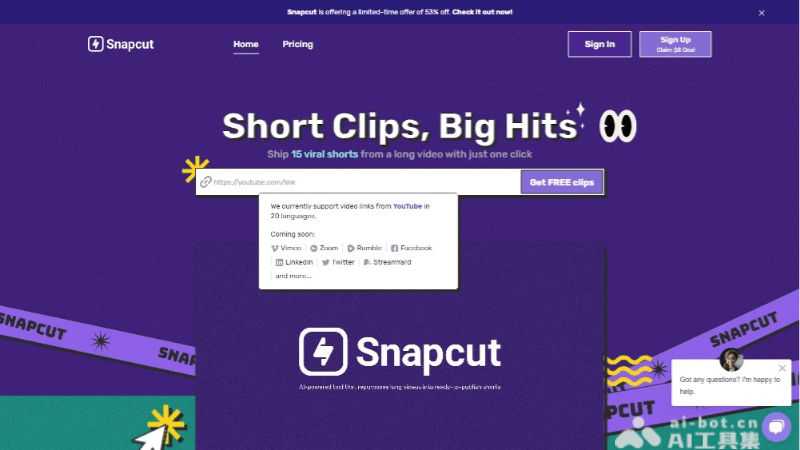 Snapcut is offering a limited-time offer of 53% off. Check it out now!
Snapcut
Home
Pricing
Sign In
Sign Up
Claim $8 Deal
Short Clips, Big Hits
Ship 15 viral shorts from a long video with just one click
https://youtube.com/link
Get FREE clips
We currently support video links from YouTube in
20 languages.
Coming soon:
Vimeo Zoom Rumble Facebook
LinkedIn Twitter StreamYard
and more...
SNAPCUT
SNAP
SNAPCUT
Snapcut
AI-powered tool that repurposes long videos into ready-to-publish shorts
Got any questions? I'm happy to
help.
PCUT
ai-bot.cn
AI工具集